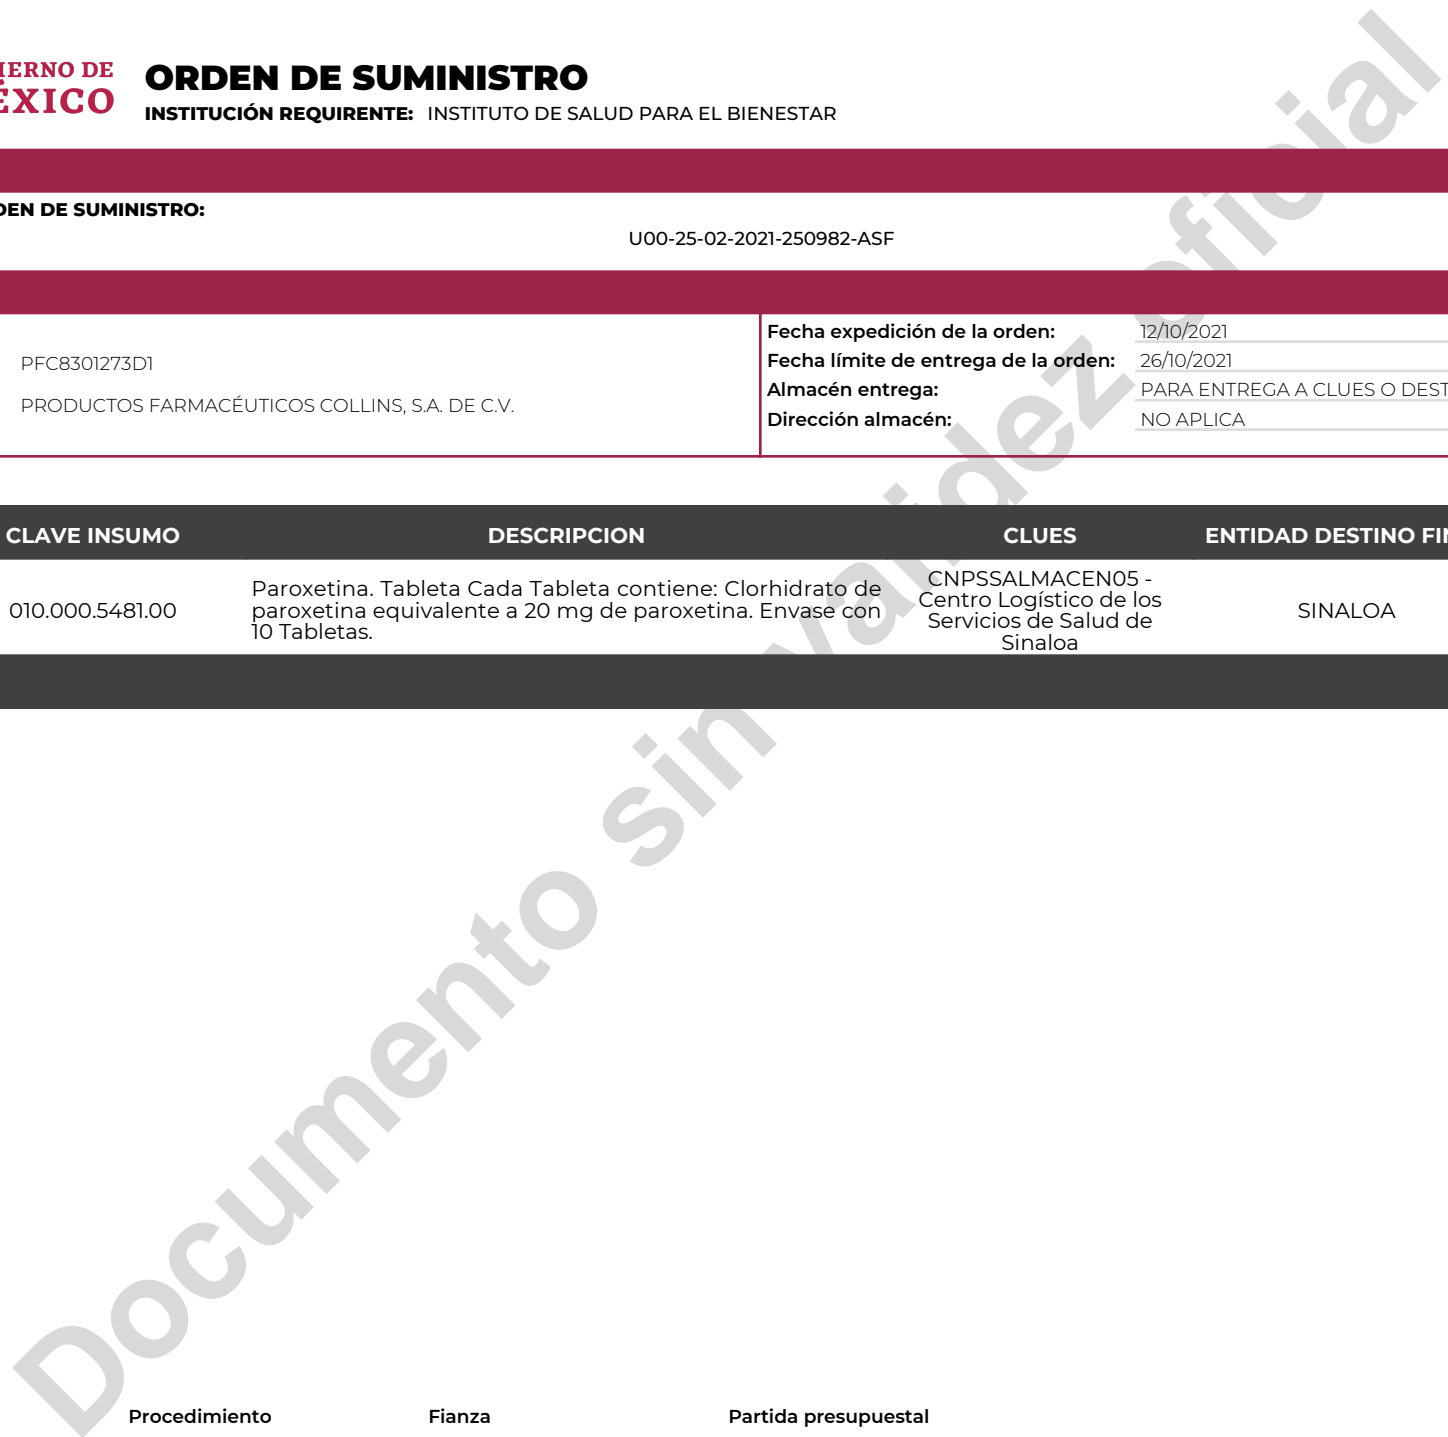 IERNO DE
ÉXICO
ORDEN DE SUMINISTRO
INSTITUCIÓN REQUIRENTE: INSTITUTO DE SALUD PARA EL BIENESTAR
DEN DE SUMINISTRO:
U00-25-02-2021-250982-ASF
PFC8301273D1
PRODUCTOS FARMACÉUTICOS COLLINS, S.A. DE C.V.
Fecha expedición de la orden: 12/10/2021
Fecha límite de entrega de la orden: 26/10/2021
Almacén entrega: PARA ENTREGA A CLUES O DEST
Dirección almacén: NO APLICA
CLAVE INSUMO DESCRIPCION CLUES ENTIDAD DESTINO FIN
010.000.5481.00
Paroxetina. Tableta Cada Tableta contiene: Clorhidrato de
paroxetina equivalente a 20 mg de paroxetina. Envase con
10 Tabletas.
CNPSSALMACEN05 -
Centro Logístico de los
Servicios de Salud de
Sinaloa
SINALOA
Documento sin validez oficial
Procedimiento Fianza Partida presupuestal